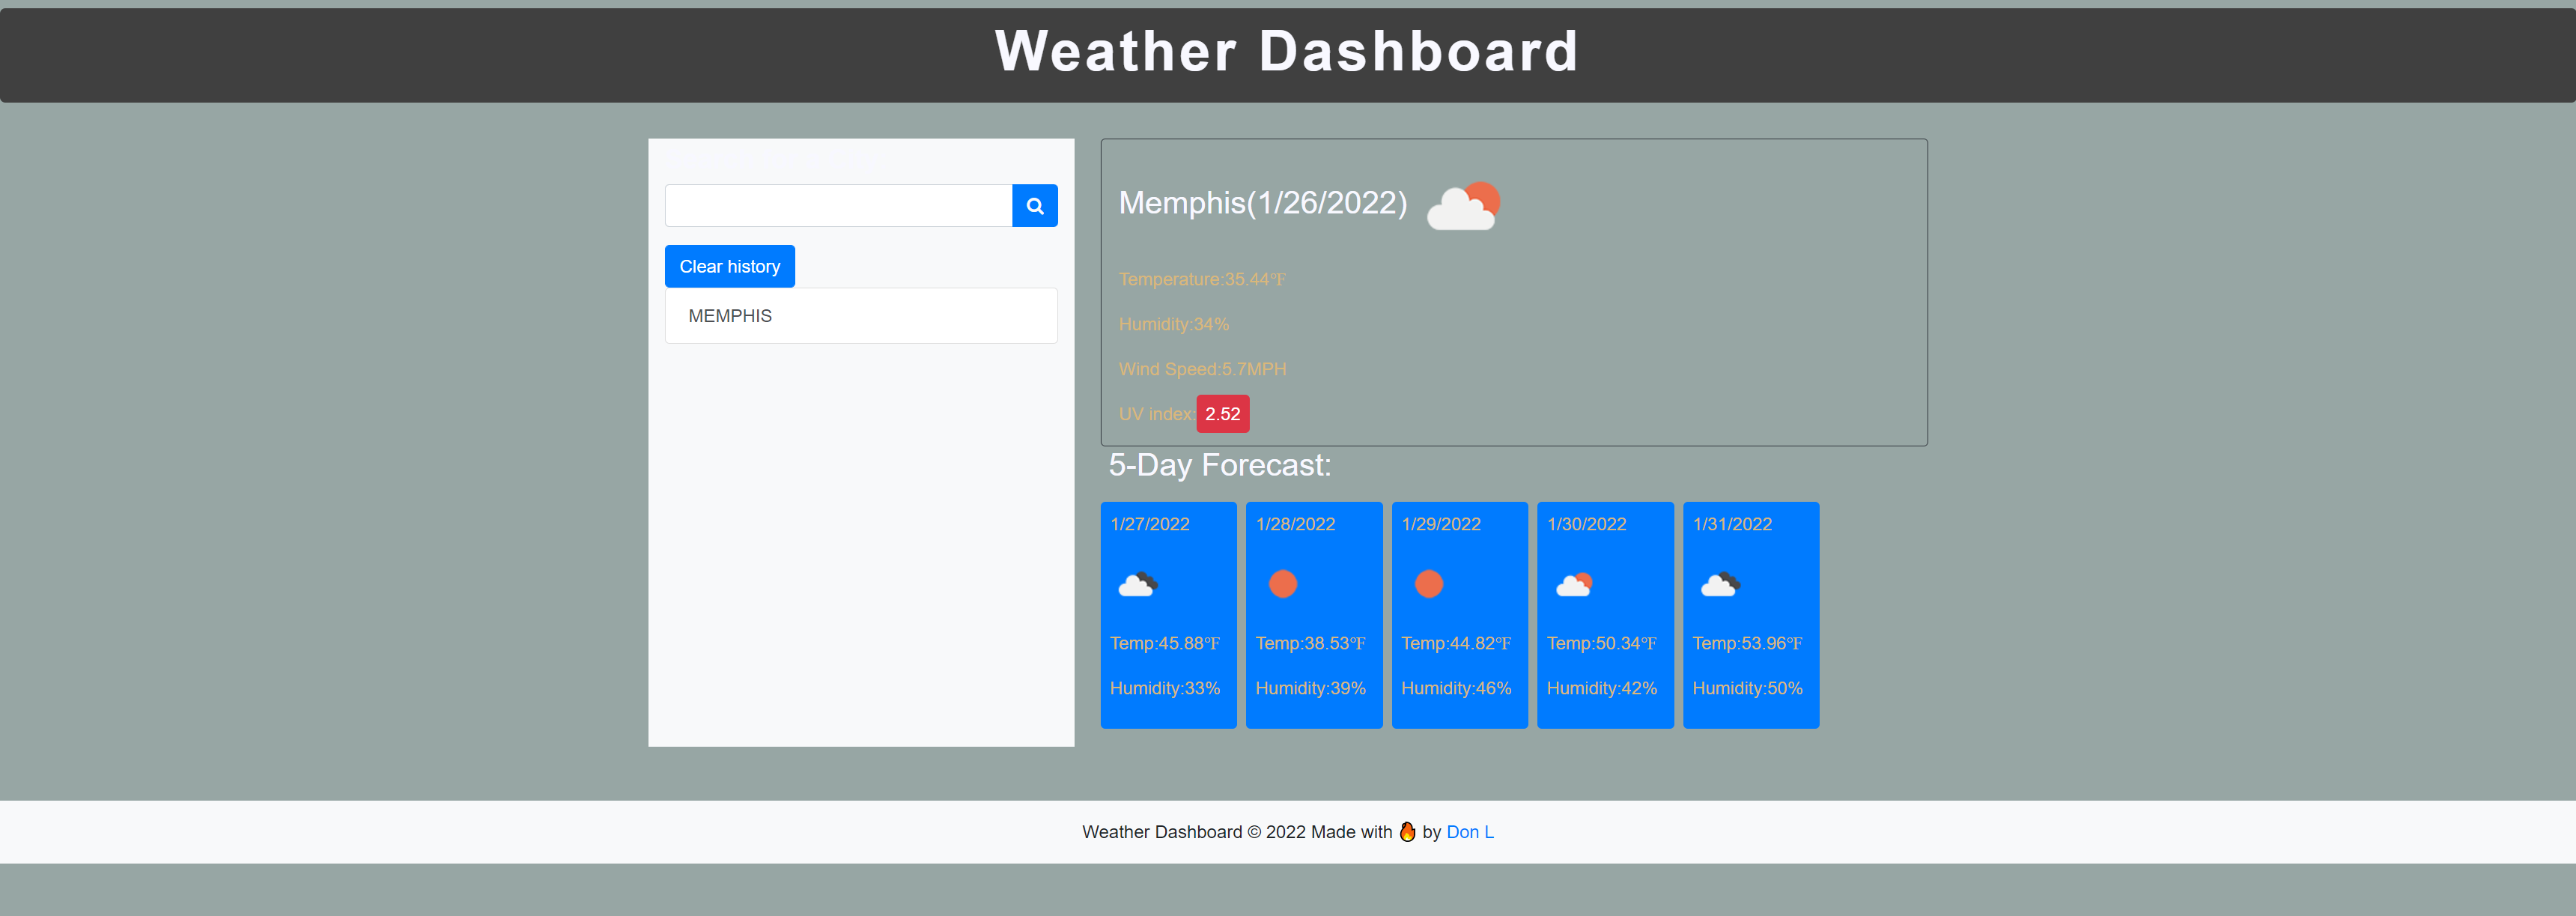 Weather Dashboard
Clear history
MEMPHIS
Memphis(1/26/2022)
Temperature:35.44°F
Humidity:34%
Wind Speed:5.7MPH
UV index:2.52
5-Day Forecast:
1/27/2022
Temp:45.88°F
Humidity:33%
1/28/2022
Temp:38.53°F
Humidity:39%
1/29/2022
Temp:44.82°F
Humidity:46%
1/30/2022
Temp:50.34°F
Humidity:42%
1/31/2022
Temp:53.96°F
Humidity:50%
Weather Dashboard © 2022 Made with 🔥 by Don L